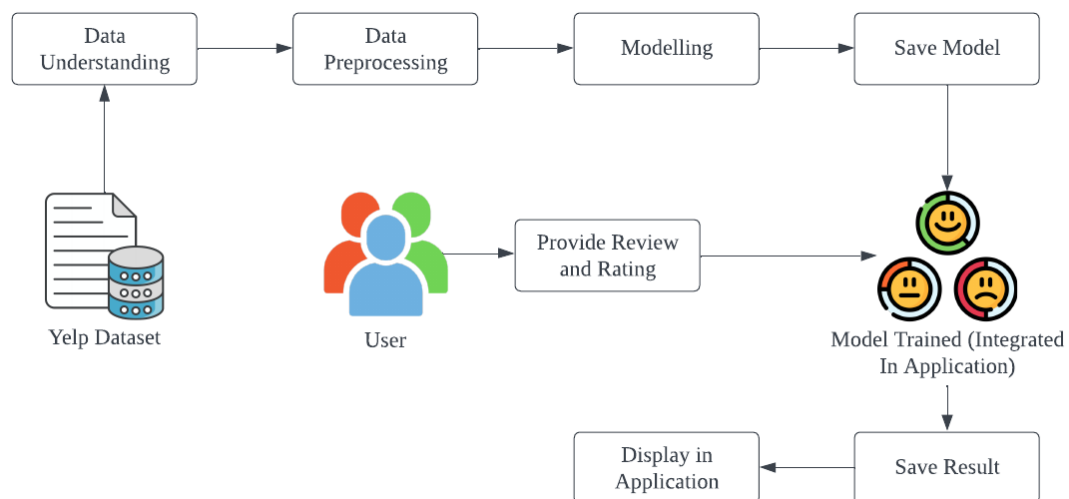 Data
Understanding
Data
Preprocessing
Modelling
Save Model
Yelp Dataset
User
Provide Review
and Rating
Model Trained (Integrated
In Application)
Display in
Application
Save Result